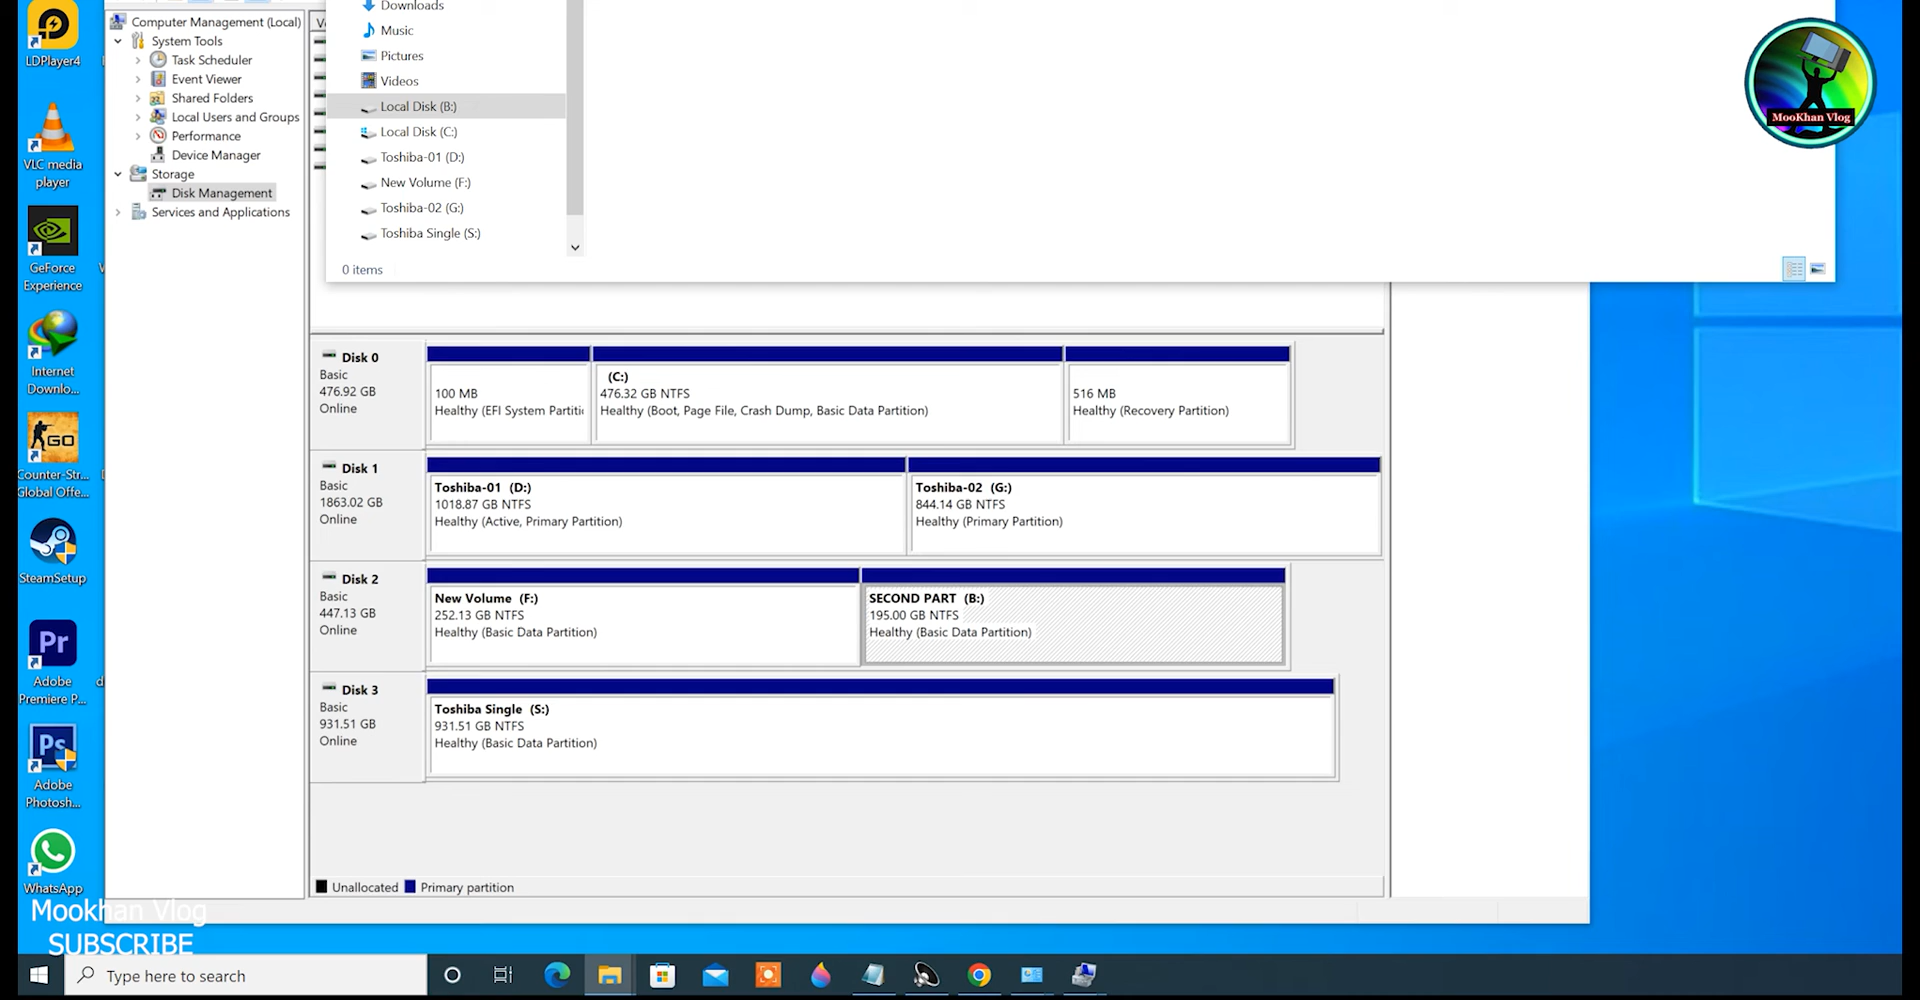 LDPlayer4
VLC media
player
GeForce
Experience
Internet
Downlo...
GO
Counter-Str...
Global Offe...
SteamSetup
Pr
Adobe
Premiere P...
Ps
Adobe
Photosh...
WhatsApp
Mookhan Vlog
SUBSCRIBE
Computer Management (Local)
System Tools
Task Scheduler
Event Viewer
Shared Folders
Local Users and Groups
Performance
Device Manager
Storage
Disk Management
Services and Applications
Downloads
Music
Pictures
Videos
Local Disk (B:)
Local Disk (C:)
Toshiba-01 (D:)
New Volume (F:)
Toshiba-02 (G:)
Toshiba Single (S:)
0 items
MooKhan Vlog
Disk 0
Basic
476.92 GB
Online
100 MB
Healthy (EFI System Partitic
(C:)
476.32 GB NTFS
Healthy (Boot, Page File, Crash Dump, Basic Data Partition)
516 MB
Healthy (Recovery Partition)
Disk 1
Basic
1863.02 GB
Online
Toshiba-01 (D:)
1018.87 GB NTFS
Healthy (Active, Primary Partition)
Toshiba-02 (G:)
844.14 GB NTFS
Healthy (Primary Partition)
Disk 2
Basic
447.13 GB
Online
New Volume (F:)
252.13 GB NTFS
Healthy (Basic Data Partition)
SECOND PART (B:)
195.00 GB NTFS
Healthy (Basic Data Partition)
Disk 3
Basic
931.51 GB
Online
Toshiba Single (S:)
931.51 GB NTFS
Healthy (Basic Data Partition)
Unallocated
Primary partition
Type here to search